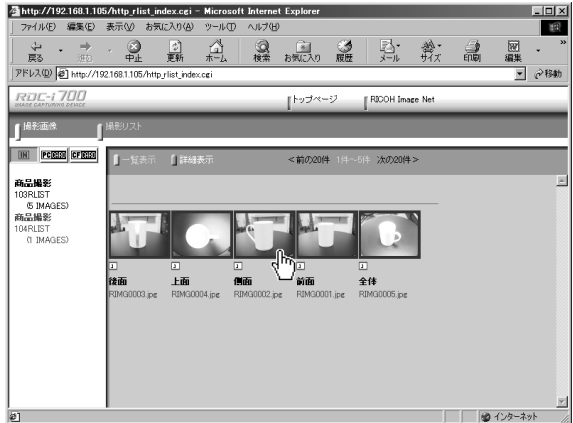 http://192.168.1.105/http_rlist_index.cgi - Microsoft Internet Explorer
ファイル(F) 編集(E) 表示(V) お気に入り(A) ツール(T) ヘルプ(H)
戻る 進む 中止 更新 ホーム 検索 お気に入り 履歴 メール サイズ 印刷 編集 »
アドレス(D) http://192.168.1.105/http_rlist_index.cgi 移動
RDC-i 700
IMAGE CAPTURING DEVICE
トップページ RICOH Image Net
撮影画像 撮影リスト
IN
一覧表示 詳細表示 <前の20件 1件～5件 次の20件>
商品撮影
103RLIST
(5 IMAGES)
商品撮影
104RLIST
(1 IMAGES)
後面 上面 側面 前面 全体
RIMG0003.jpg RIMG0004.jpg RIMG0002.jpg RIMG0001.jpg RIMG0005.jpg
インターネット